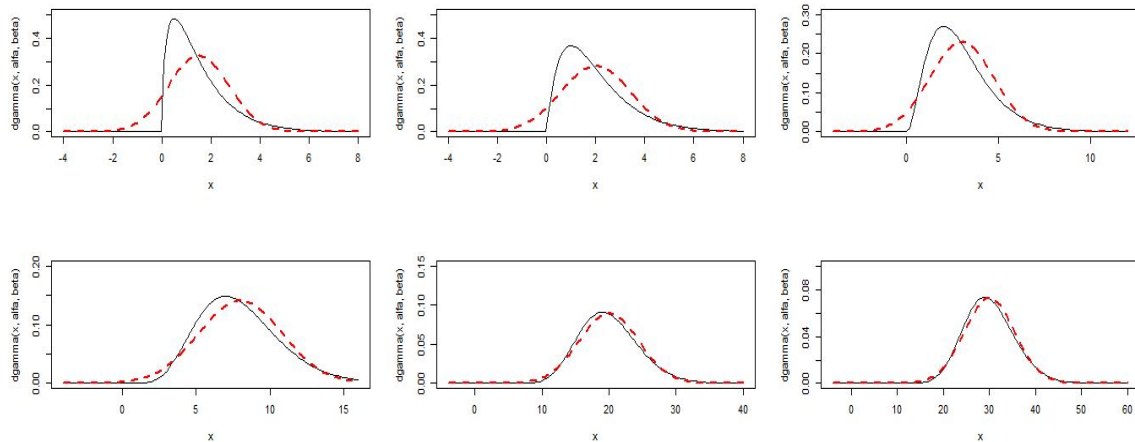 dgamma(x, alfa, beta)
0.0 0.2 0.4
-4 -2 0 2 4 6 8
x
dgamma(x, alfa, beta)
0.0 0.2 0.4
-4 -2 0 2 4 6 8
x
dgamma(x, alfa, beta)
0.00 0.10 0.20 0.30
0 5 10
x
dgamma(x, alfa, beta)
0.00 0.10 0.20
0 5 10 15
x
dgamma(x, alfa, beta)
0.00 0.05 0.10 0.15
0 10 20 30 40
x
dgamma(x, alfa, beta)
0.00 0.04 0.08
0 10 20 30 40 50 60
x